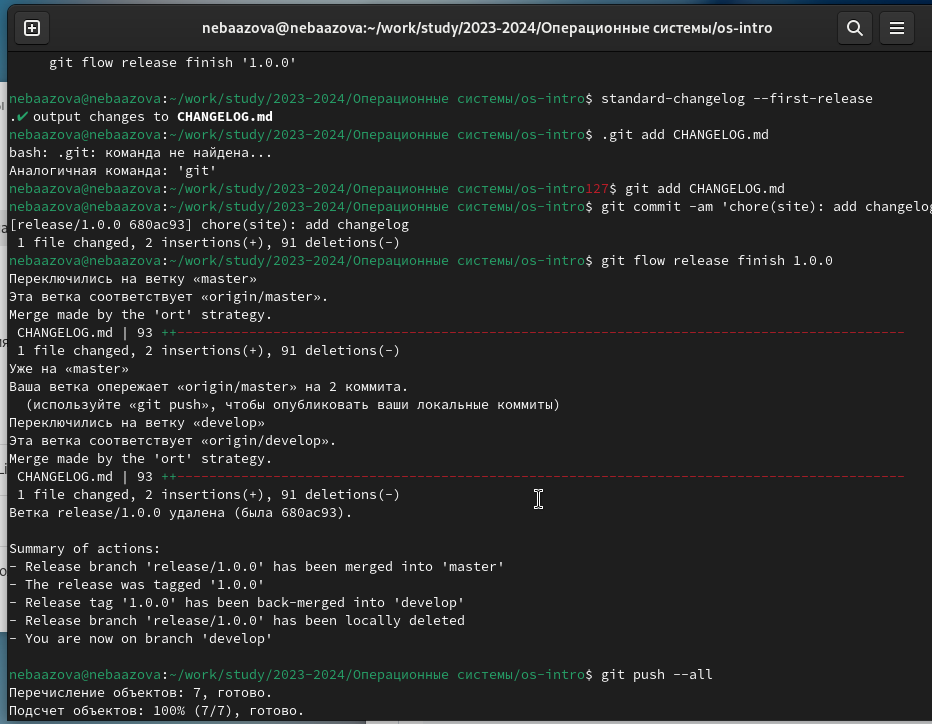 nebaazova@nebaazova:~/work/study/2023-2024/Операционные системы/os-intro
git flow release finish '1.0.0'
nebaazova@nebaazova:~/work/study/2023-2024/Операционные системы/os-intro$ standard-changelog --first-release
.✔ output changes to CHANGELOG.md
nebaazova@nebaazova:~/work/study/2023-2024/Операционные системы/os-intro$ .git add CHANGELOG.md
bash: .git: команда не найдена...
Аналогичная команда: 'git'
nebaazova@nebaazova:~/work/study/2023-2024/Операционные системы/os-intro127$ git add CHANGELOG.md
nebaazova@nebaazova:~/work/study/2023-2024/Операционные системы/os-intro$ git commit -am 'chore(site): add changelog
[release/1.0.0 680ac93] chore(site): add changelog
1 file changed, 2 insertions(+), 91 deletions(-)
nebaazova@nebaazova:~/work/study/2023-2024/Операционные системы/os-intro$ git flow release finish 1.0.0
Переключились на ветку «master»
Эта ветка соответствует «origin/master».
Merge made by the 'ort' strategy.
CHANGELOG.md | 93 ++-------------------------------------------------------------------------------------------
1 file changed, 2 insertions(+), 91 deletions(-)
Уже на «master»
Ваша ветка опережает «origin/master» на 2 коммита.
(используйте «git push», чтобы опубликовать ваши локальные коммиты)
Переключились на ветку «develop»
Эта ветка соответствует «origin/develop».
Merge made by the 'ort' strategy.
CHANGELOG.md | 93 ++-------------------------------------------------------------------------------------------
1 file changed, 2 insertions(+), 91 deletions(-)
Ветка release/1.0.0 удалена (была 680ac93).
Summary of actions:
- Release branch 'release/1.0.0' has been merged into 'master'
- The release was tagged '1.0.0'
- Release tag '1.0.0' has been back-merged into 'develop'
- Release branch 'release/1.0.0' has been locally deleted
- You are now on branch 'develop'
nebaazova@nebaazova:~/work/study/2023-2024/Операционные системы/os-intro$ git push --all
Перечисление объектов: 7, готово.
Подсчет объектов: 100% (7/7), готово.